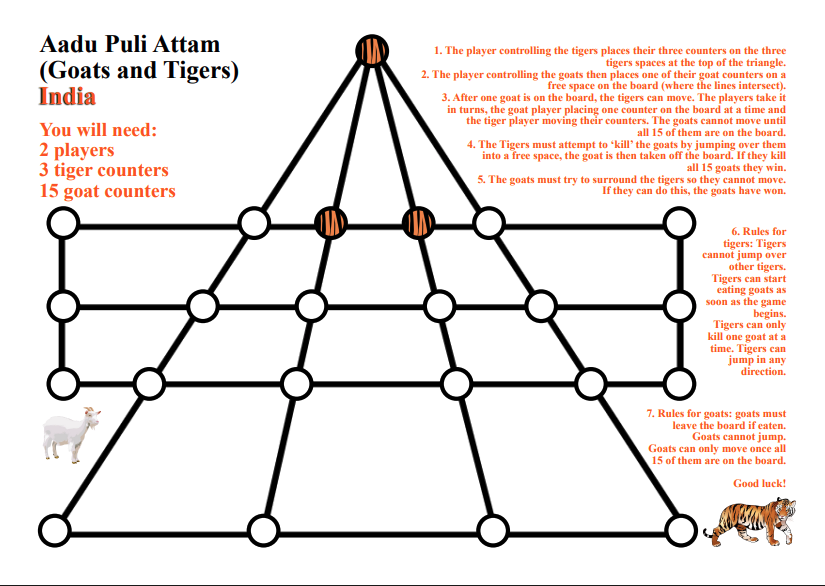 Aadu Puli Attam
(Goats and Tigers)
India
You will need:
2 players
3 tiger counters
15 goat counters
1. The player controlling the tigers places their three counters on the three
tigers spaces at the top of the triangle.
2. The player controlling the goats then places one of their goat counters on a
free space on the board (where the lines intersect).
3. After one goat is on the board, the tigers can move. The players take it
in turns, the goat player placing one counter on the board at a time and
the tiger player moving their counters. The goats cannot move until
all 15 of them are on the board.
4. The Tigers must attempt to ‘kill’ the goats by jumping over them
into a free space, the goat is then taken off the board. If they kill
all 15 goats they win.
5. The goats must try to surround the tigers so they cannot move.
If they can do this, the goats have won.
6. Rules for
tigers: Tigers
cannot jump over
other tigers.
Tigers can start
eating goats as
soon as the game
begins.
Tigers can only
kill one goat at a
time. Tigers can
jump in any
direction.
7. Rules for goats: goats must
leave the board if eaten.
Goats cannot jump.
Goats can only move once all
15 of them are on the board.
Good luck!